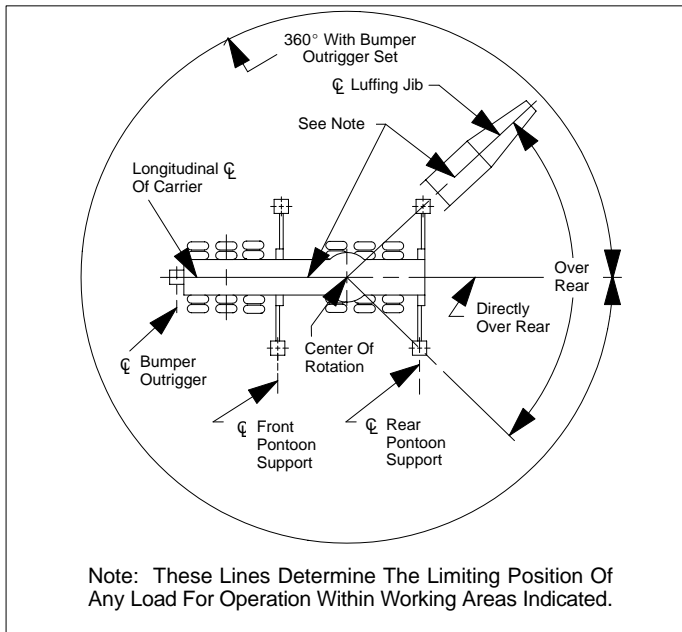 360° With Bumper
Outrigger Set
℄ Luffing Jib
See Note
Longitudinal ℄
Of Carrier
Over
Rear
Directly
Over Rear
Center Of
Rotation
℄ Bumper
Outrigger
℄ Front
Pontoon
Support
℄ Rear
Pontoon
Support
Note: These Lines Determine The Limiting Position Of
Any Load For Operation Within Working Areas Indicated.